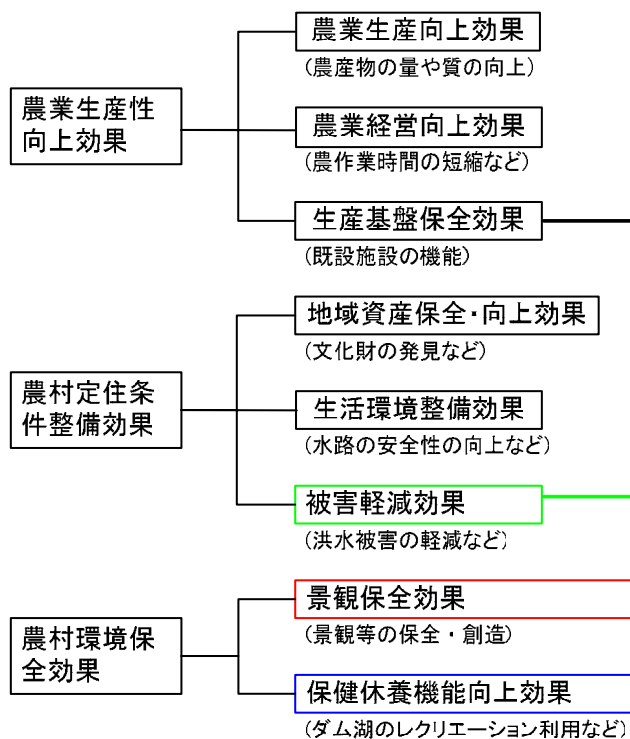 農業生産性
向上効果
農業生産向上効果
(農産物の量や質の向上)
農業経営向上効果
(農作業時間の短縮など)
生産基盤保全効果
(既設施設の機能)
農村定住条
件整備効果
地域資産保全・向上効果
(文化財の発見など)
生活環境整備効果
(水路の安全性の向上など)
被害軽減効果
(洪水被害の軽減など)
農村環境保
全効果
景観保全効果
(景観等の保全・創造)
保健休養機能向上効果
(ダム湖のレクリエーション利用など)